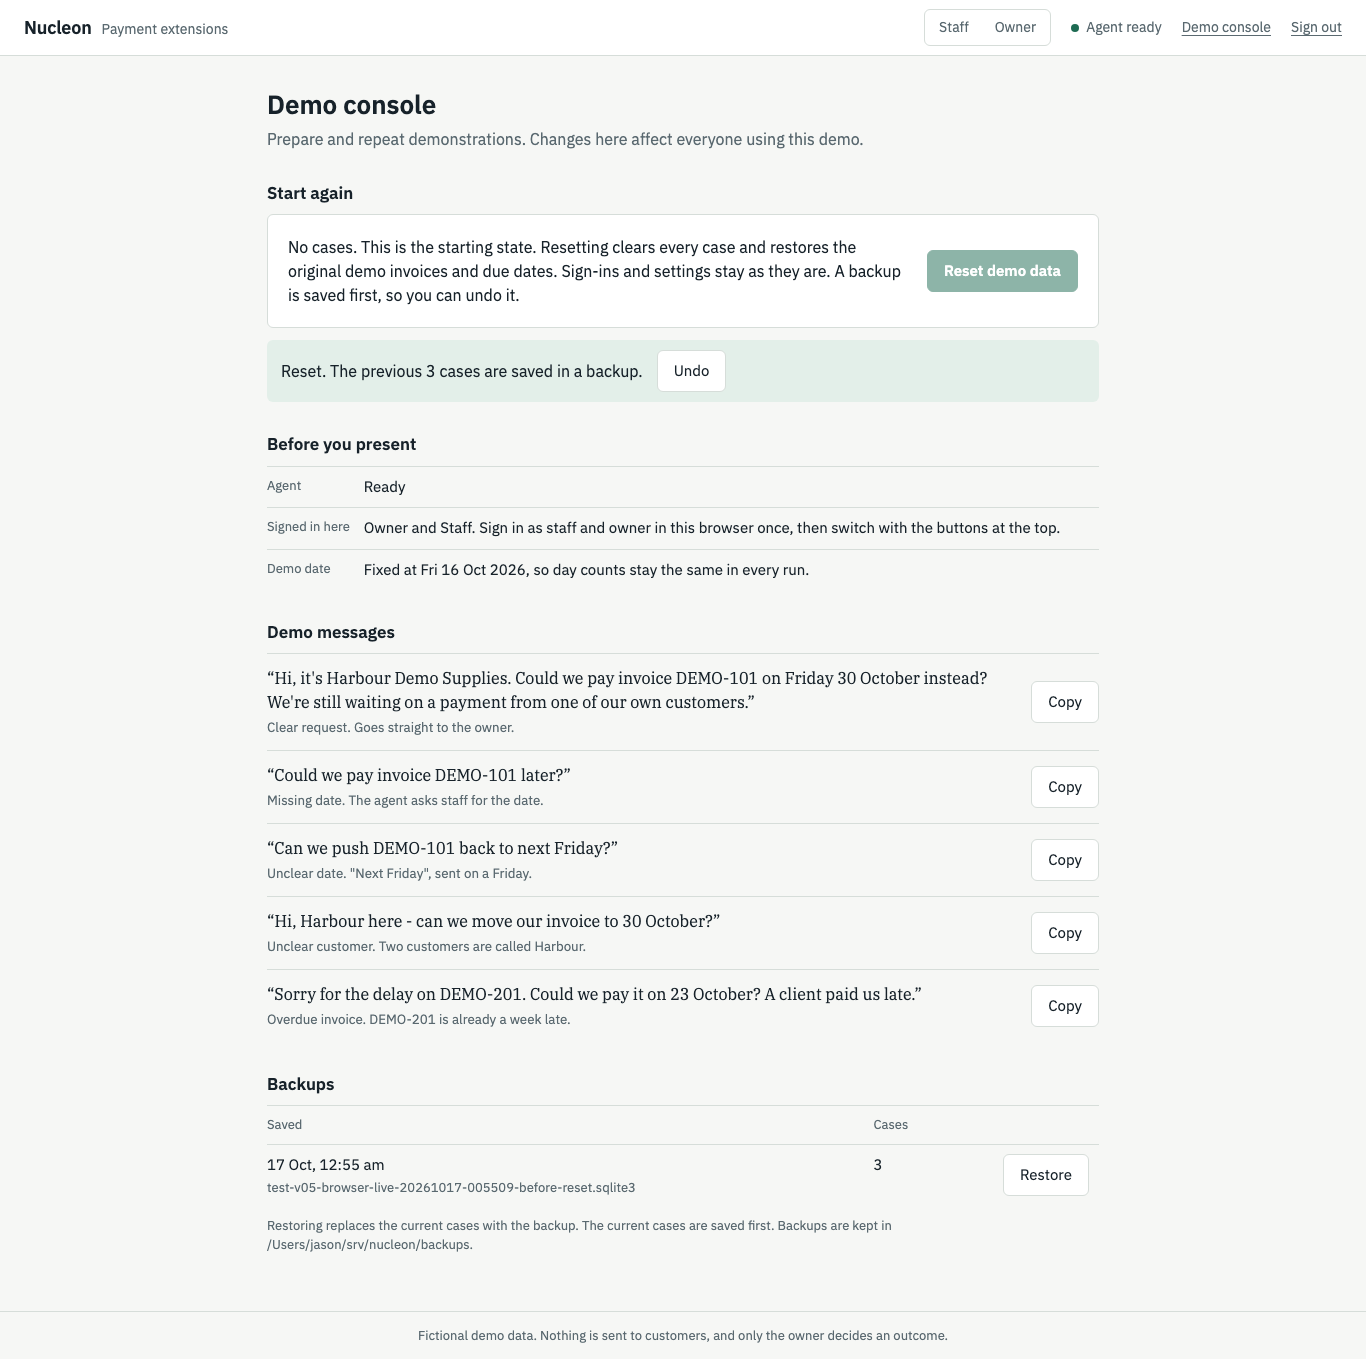 Nucleon Payment extensions
Staff Owner Agent ready Demo console Sign out
Demo console
Prepare and repeat demonstrations. Changes here affect everyone using this demo.
Start again
No cases. This is the starting state. Resetting clears every case and restores the
original demo invoices and due dates. Sign-ins and settings stay as they are. A backup
is saved first, so you can undo it.
Reset demo data
Reset. The previous 3 cases are saved in a backup. Undo
Before you present
Agent Ready
Signed in here Owner and Staff. Sign in as staff and owner in this browser once, then switch with the buttons at the top.
Demo date Fixed at Fri 16 Oct 2026, so day counts stay the same in every run.
Demo messages
“Hi, it's Harbour Demo Supplies. Could we pay invoice DEMO-101 on Friday 30 October instead?
We're still waiting on a payment from one of our own customers.”
Clear request. Goes straight to the owner.
Copy
“Could we pay invoice DEMO-101 later?”
Missing date. The agent asks staff for the date.
Copy
“Can we push DEMO-101 back to next Friday?”
Unclear date. "Next Friday", sent on a Friday.
Copy
“Hi, Harbour here - can we move our invoice to 30 October?”
Unclear customer. Two customers are called Harbour.
Copy
“Sorry for the delay on DEMO-201. Could we pay it on 23 October? A client paid us late.”
Overdue invoice. DEMO-201 is already a week late.
Copy
Backups
Saved Cases
17 Oct, 12:55 am 3
test-v05-browser-live-20261017-005509-before-reset.sqlite3
Restore
Restoring replaces the current cases with the backup. The current cases are saved first. Backups are kept in
/Users/jason/srv/nucleon/backups.
Fictional demo data. Nothing is sent to customers, and only the owner decides an outcome.